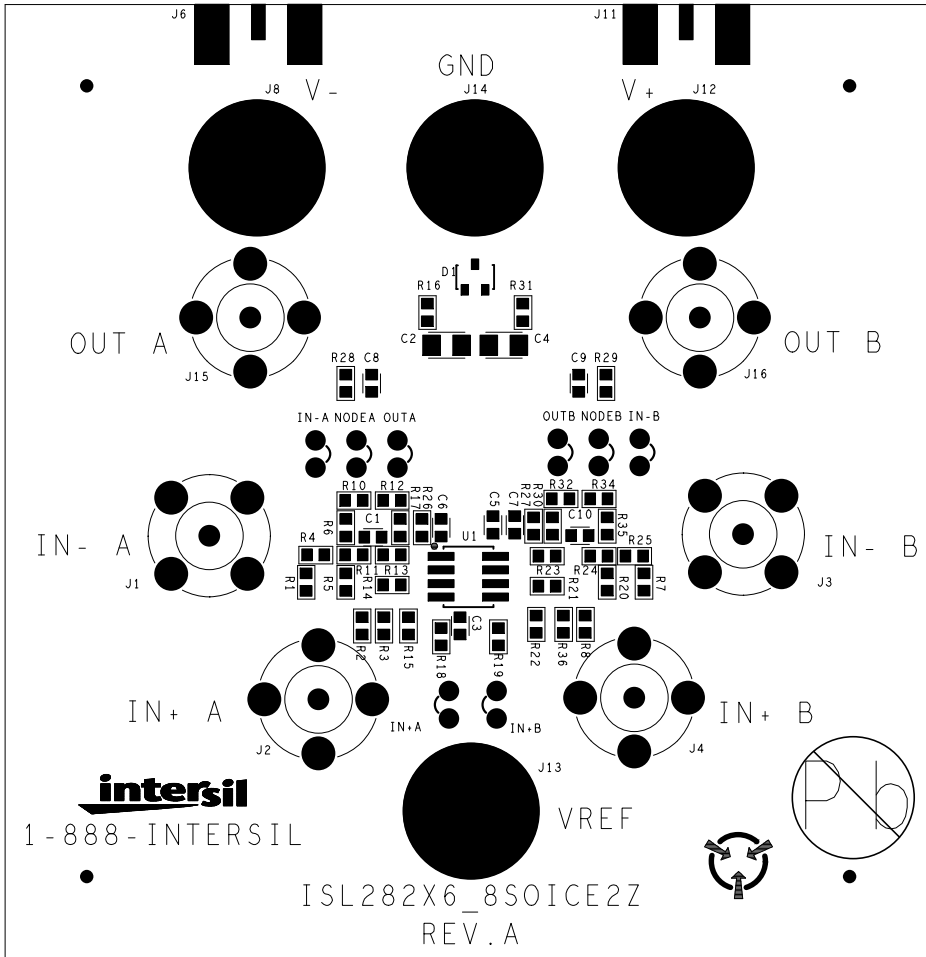 J6
J11
GND
J8
V-
J14
V+
J12
D1
R16
R31
OUT A
C2
C4
OUT B
J15
R28
C8
C9
R29
J16
IN-A
NODEA
OUTA
OUTB
NODEB
IN-B
R10
R12
R17
R26
C6
C5
C7
R27
R30
R32
R34
R6
C1
C10
R35
IN- A
U1
IN- B
R4
R25
R11
R13
R23
R24
J1
R1
R5
R14
R21
R20
R7
J3
R2
R3
R15
R18
C3
R19
R22
R36
R8
IN+ A
IN+A
IN+B
IN+ B
J2
J4
J13
intersil
VREF
Pb
1-888-INTERSIL
ISL282X6_8SOICE2Z
REV.A